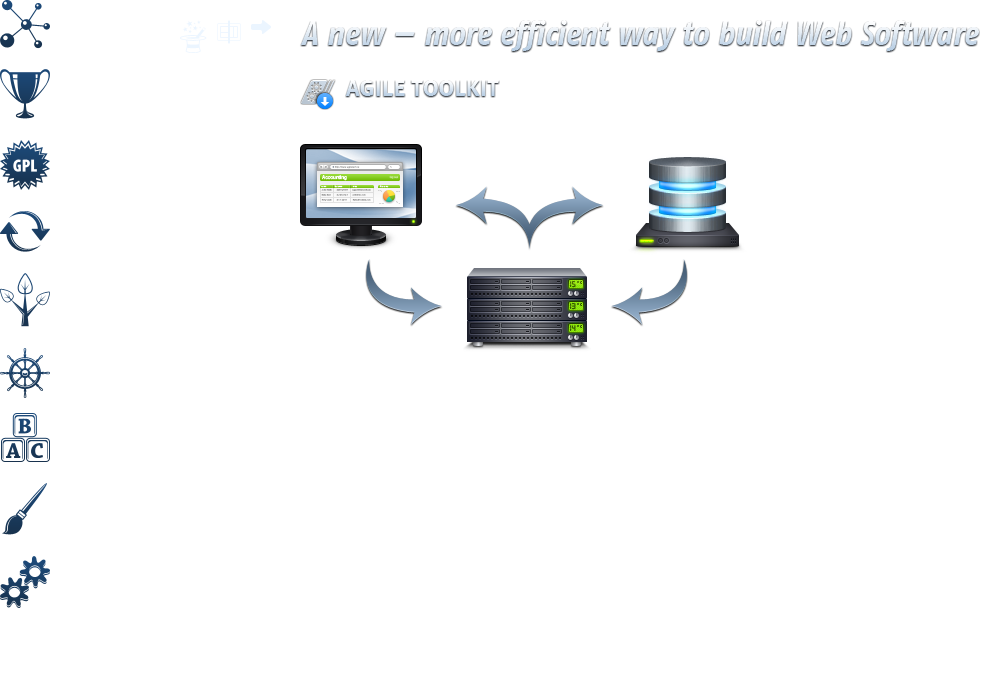 A new – more efficient way to build Web Software
AGILE TOOLKIT
GPL
Accounting
B
A C